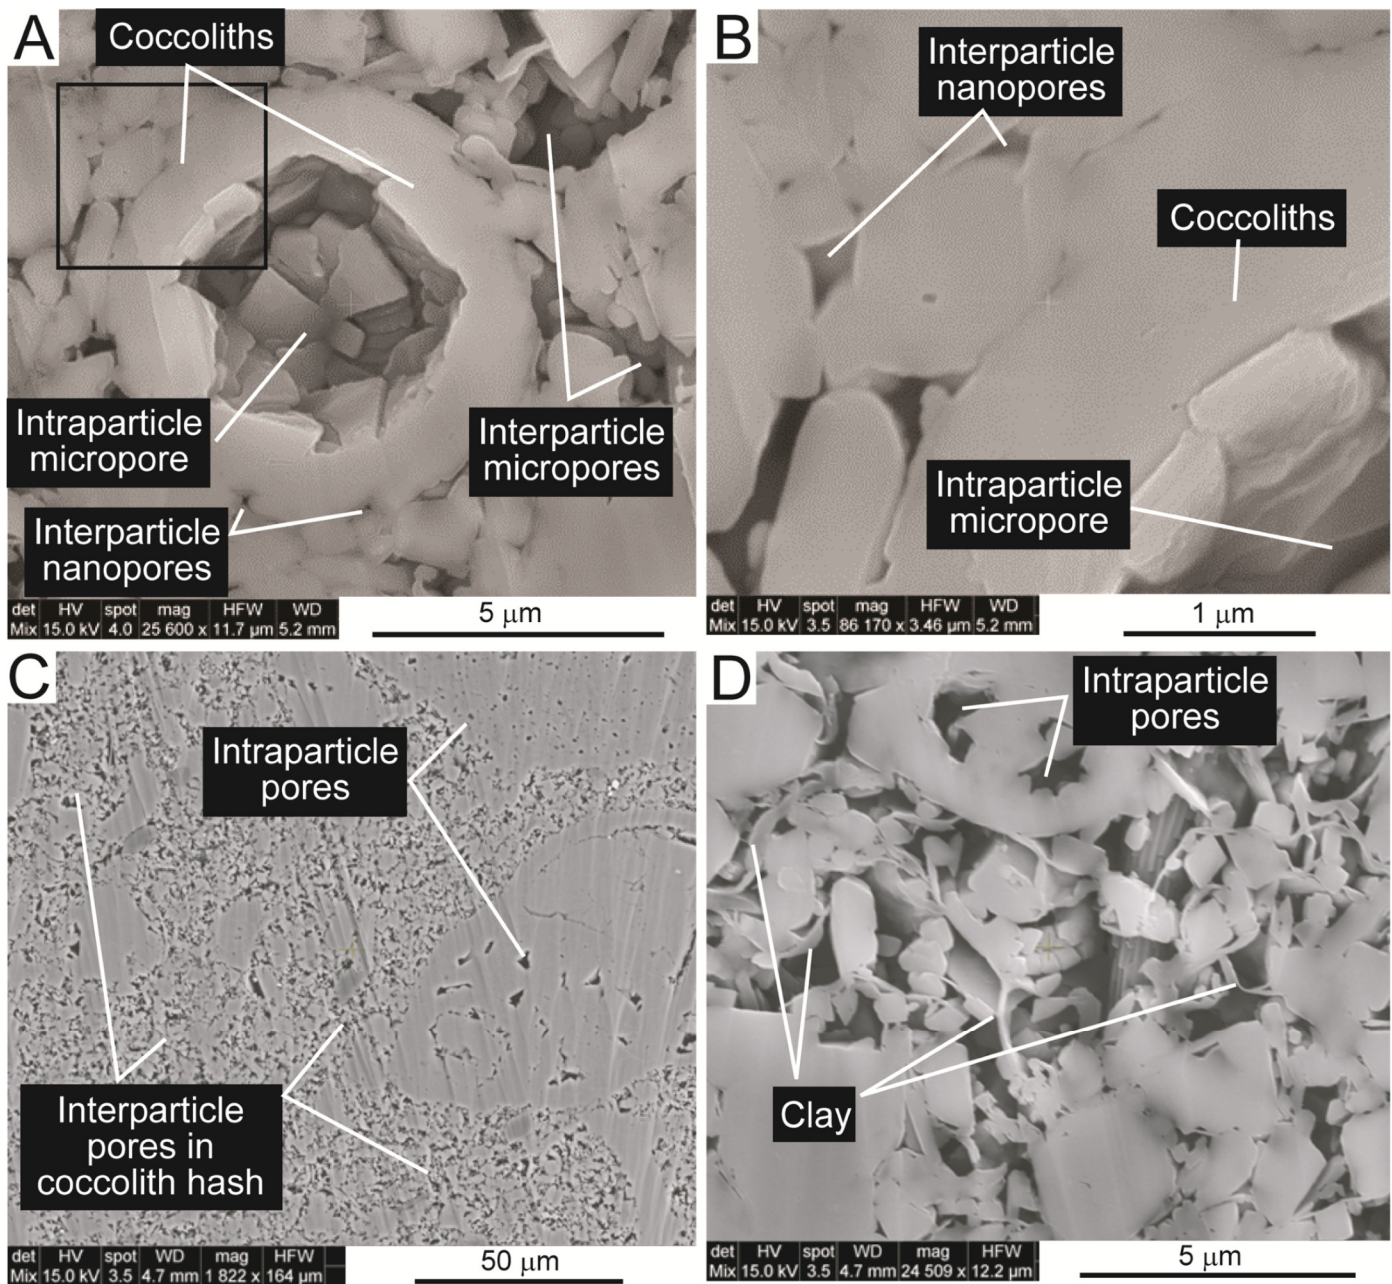 A
Coccoliths
Intraparticle
micropore
Interparticle
micropores
Interparticle
nanopores
det HV spot mag HFW WD
Mix 15.0 kV 4.0 25 600 x 11.7 µm 5.2 mm
5 µm
B
Interparticle
nanopores
Coccoliths
Intraparticle
micropore
det HV spot mag HFW WD
Mix 15.0 kV 3.5 86 170 x 3.46 µm 5.2 mm
1 µm
C
Intraparticle
pores
Interparticle
pores in
coccolith hash
det HV spot WD mag HFW
Mix 15.0 kV 3.5 4.7 mm 1 822 x 164 µm
50 µm
D
Intraparticle
pores
Clay
det HV spot WD mag HFW
Mix 15.0 kV 3.5 4.7 mm 24 509 x 12.2 µm
5 µm